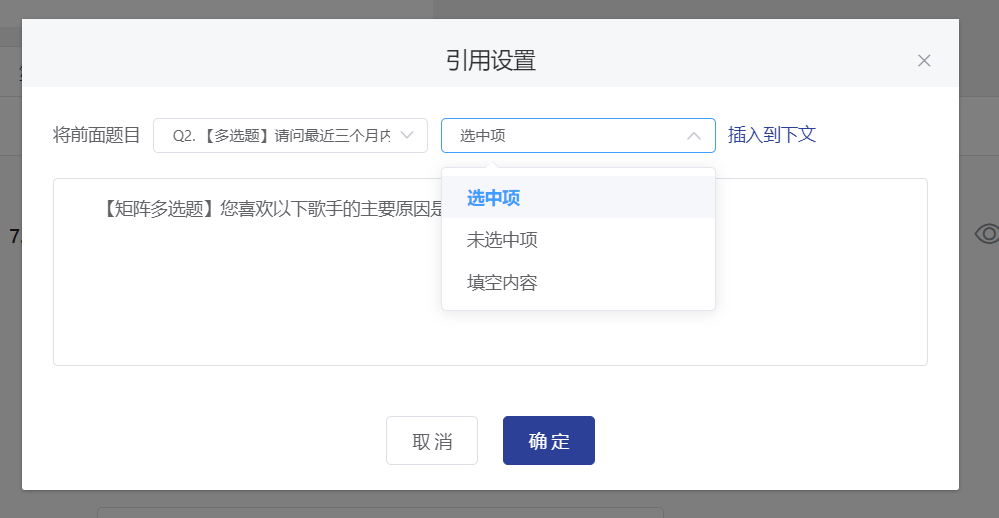 引用设置
将前面题目 Q2. 【多选题】请问最近三个月内 选中项 插入到下文
选中项
【矩阵多选题】您喜欢以下歌手的主要原因是
未选中项
7.
填空内容
取消 确定